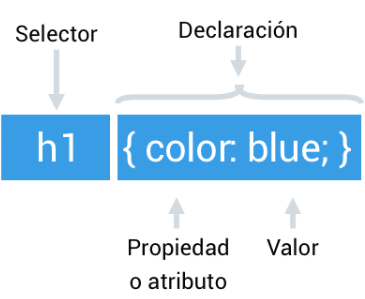 Selector
Declaración
h1 { color: blue; }
Propiedad
o atributo
Valor